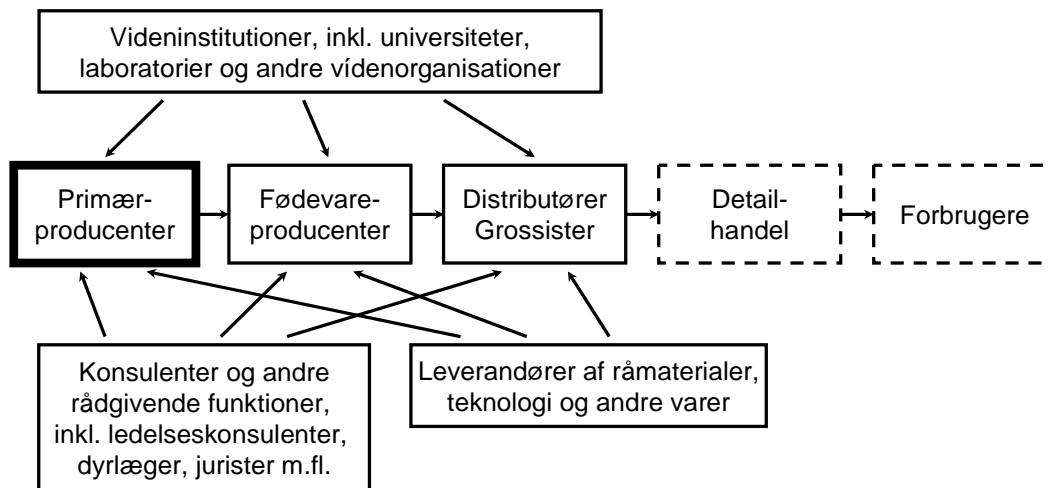 Videninstitutioner, inkl. universiteter,
laboratorier og andre vídenorganisationer
Primær-
producenter
Fødevare-
producenter
Distributører
Grossister
Detail-
handel
Forbrugere
Konsulenter og andre
rådgivende funktioner,
inkl. ledelseskonsulenter,
dyrlæger, jurister m.fl.
Leverandører af råmaterialer,
teknologi og andre varer